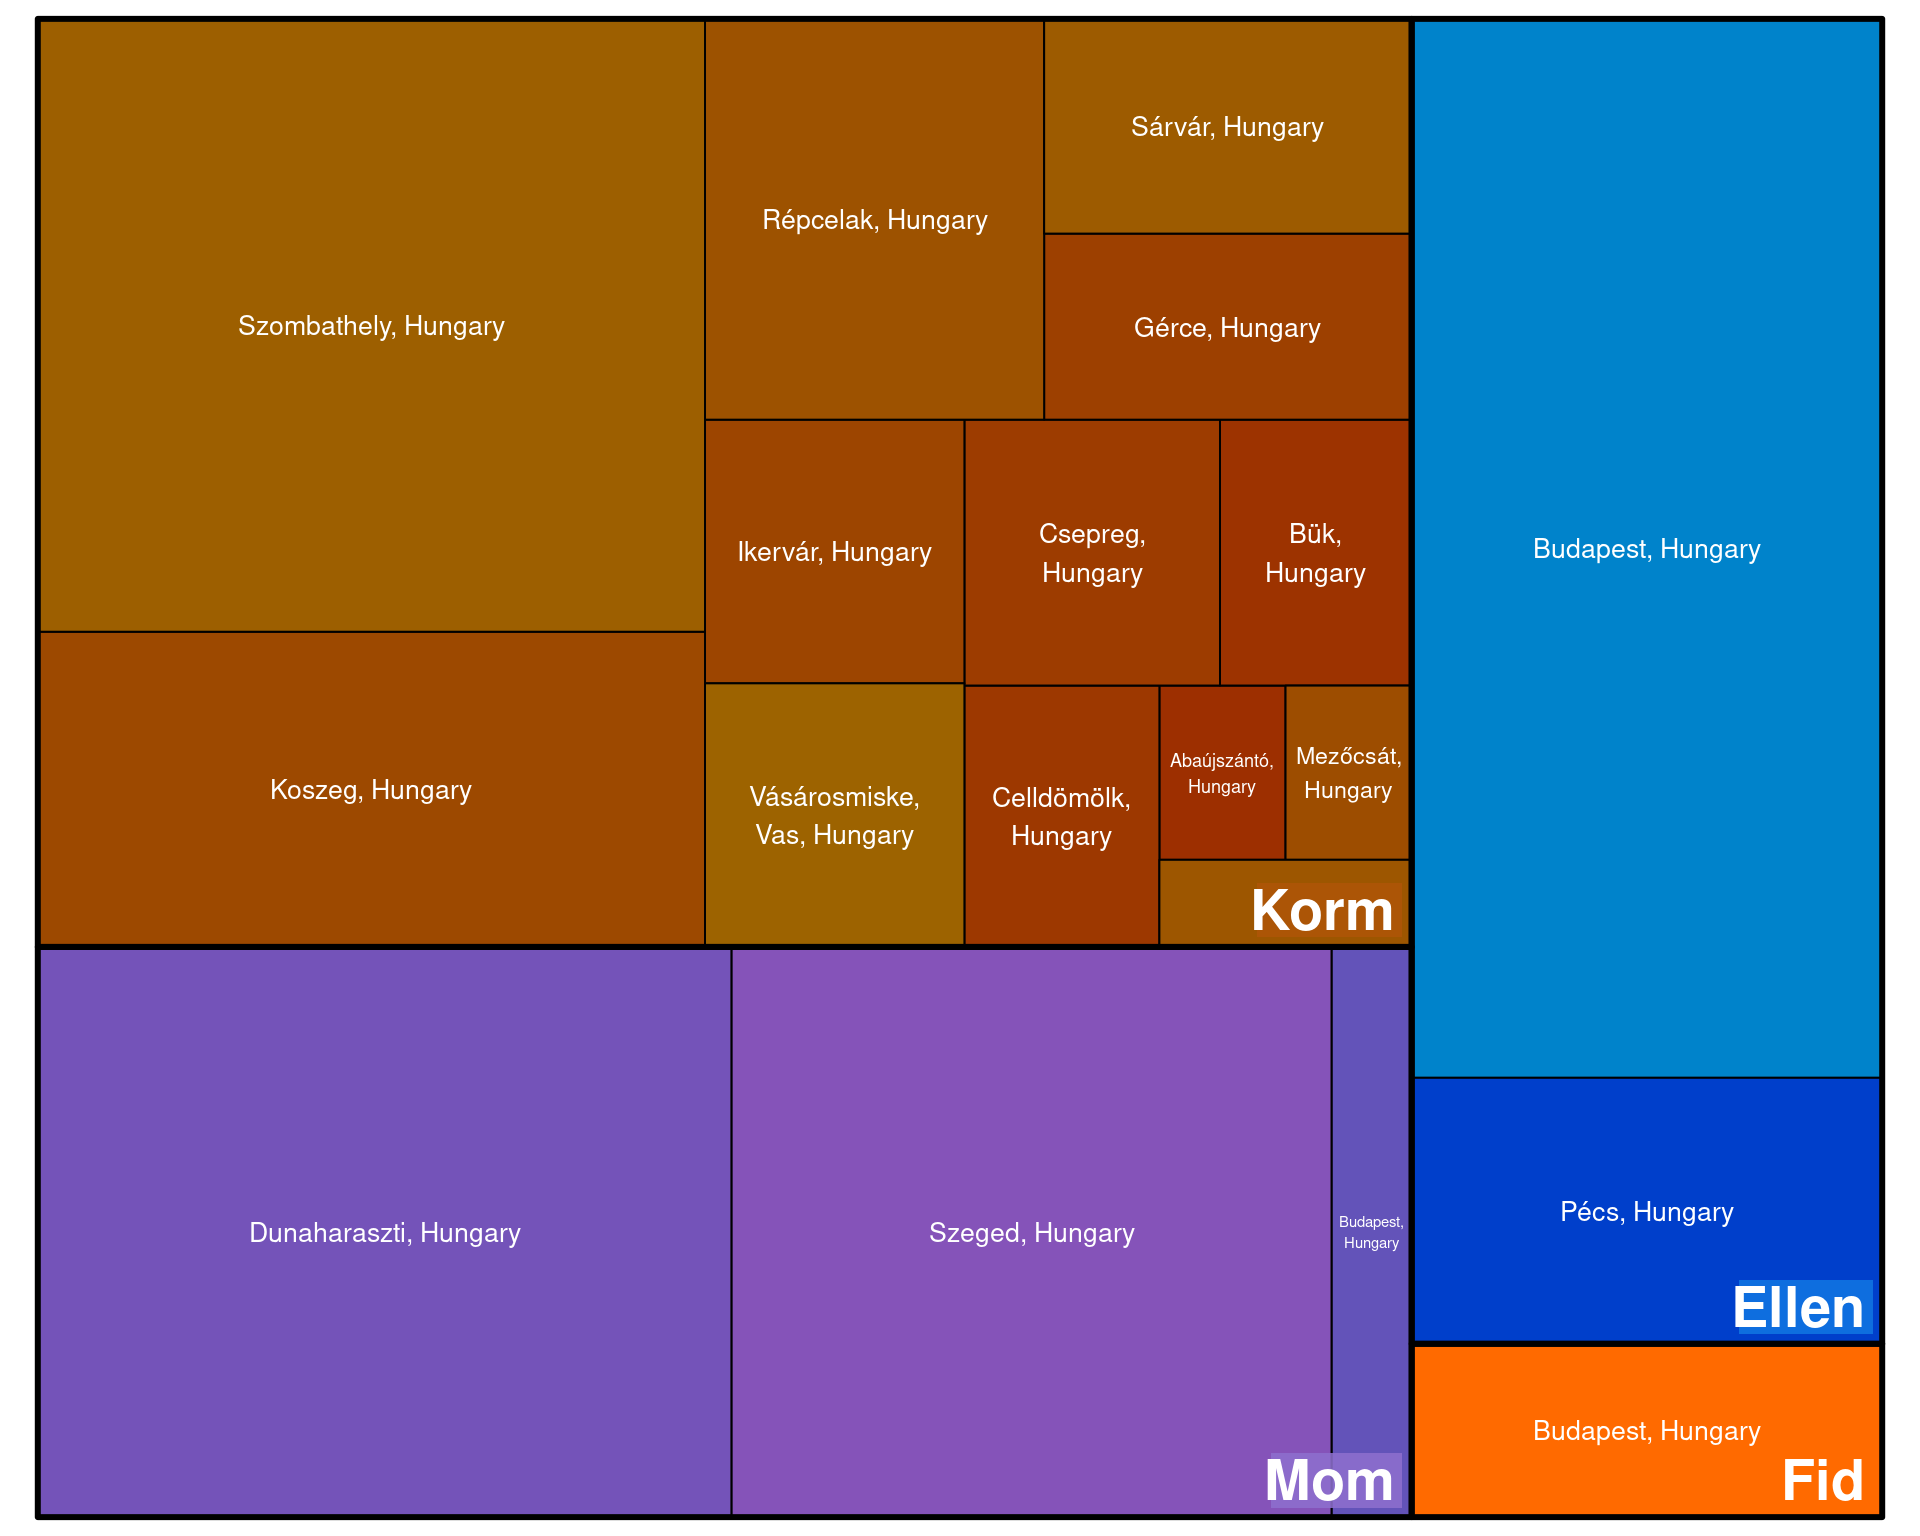 Szombathely, Hungary
Koszeg, Hungary
Répcelak, Hungary
Sárvár, Hungary
Gérce, Hungary
Ikervár, Hungary
Csepreg,
Hungary
Bük,
Hungary
Vásárosmiske,
Vas, Hungary
Celldömölk,
Hungary
Abaújszántó,
Hungary
Mezőcsát,
Hungary
Korm
Dunaharaszti, Hungary
Szeged, Hungary
Budapest,
Hungary
Mom
Budapest, Hungary
Pécs, Hungary
Ellen
Budapest, Hungary
Fid